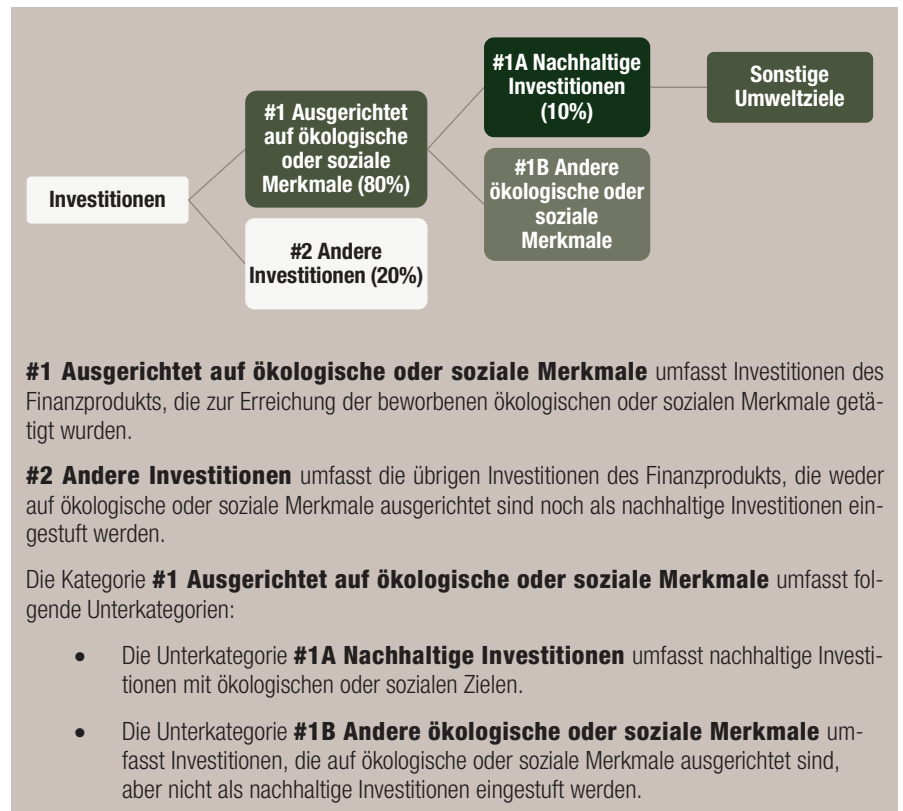 #1A Nachhaltige
Investitionen
(10%)
Sonstige
Umweltziele
#1 Ausgerichtet
auf ökologische
oder soziale
Merkmale (80%)
#1B Andere
ökologische oder
soziale
Merkmale
Investitionen
#2 Andere
Investitionen (20%)
#1 Ausgerichtet auf ökologische oder soziale Merkmale umfasst Investitionen des
Finanzprodukts, die zur Erreichung der beworbenen ökologischen oder sozialen Merkmale getä-
tigt wurden.
#2 Andere Investitionen umfasst die übrigen Investitionen des Finanzprodukts, die weder
auf ökologische oder soziale Merkmale ausgerichtet sind noch als nachhaltige Investitionen ein-
gestuft werden.
Die Kategorie #1 Ausgerichtet auf ökologische oder soziale Merkmale umfasst fol-
gende Unterkategorien:
• Die Unterkategorie #1A Nachhaltige Investitionen umfasst nachhaltige Investi-
tionen mit ökologischen oder sozialen Zielen.
• Die Unterkategorie #1B Andere ökologische oder soziale Merkmale um-
fasst Investitionen, die auf ökologische oder soziale Merkmale ausgerichtet sind,
aber nicht als nachhaltige Investitionen eingestuft werden.